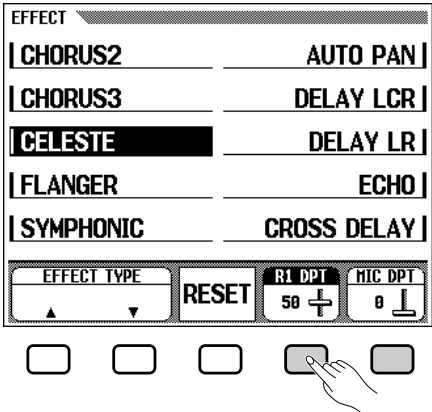 EFFECT
CHORUS2 AUTO PAN
CHORUS3 DELAY LCR
CELESTE DELAY LR
FLANGER ECHO
SYMPHONIC CROSS DELAY
EFFECT TYPE RESET R1 DPT MIC DPT
▲ ▼ 50 0